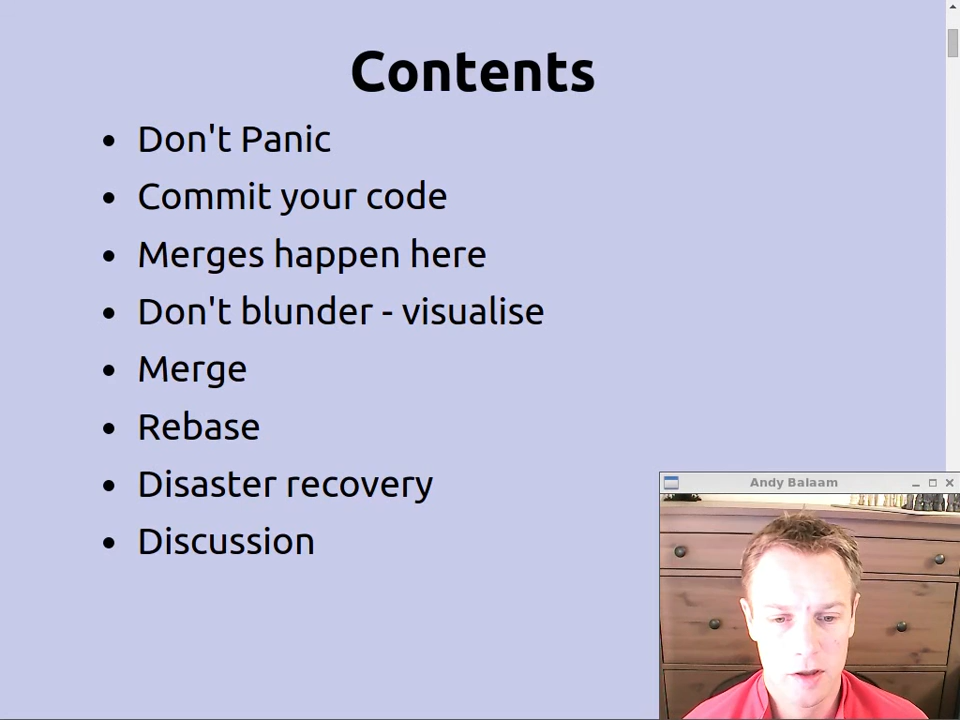 Contents
Don't Panic
Commit your code
Merges happen here
Don't blunder - visualise
Merge
Rebase
Disaster recovery
Discussion
Andy Balaam